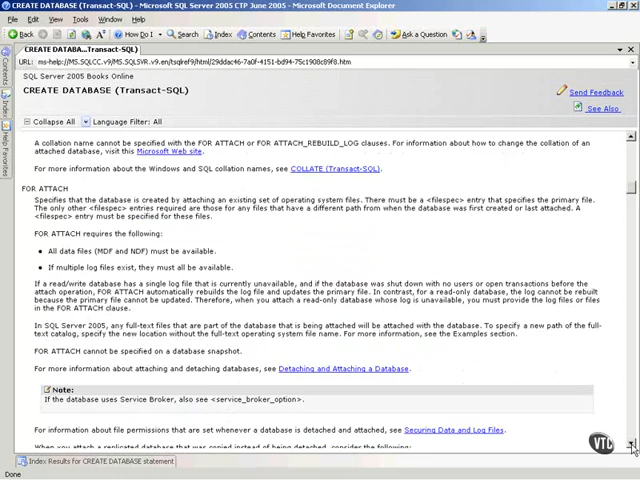 CREATE DATABASE (Transact-SQL) - Microsoft SQL Server 2005 CTP June 2005 - Microsoft Document Explorer
File Edit View Tools Window Help
Back How Do I Search Index Contents Help Favorites Ask a Question
CREATE DATABA...Transact-SQL)
URL: ms-help://MS.SQLCC.v9/MS.SQLSVR.v9.en/tsqlref9/html/29ddac46-7a0f-4151-bd94-75c1908c89f8.htm
SQL Server 2005 Books Online
CREATE DATABASE (Transact-SQL)
Send Feedback
See Also
Collapse All Language Filter: All
Contents
Index
Help Favorites
A collation name cannot be specified with the FOR ATTACH or FOR ATTACH_REBUILD_LOG clauses. For information about how to change the collation of an
attached database, visit this Microsoft Web site.
For more information about the Windows and SQL collation names, see COLLATE (Transact-SQL).
FOR ATTACH
Specifies that the database is created by attaching an existing set of operating system files. There must be a <filespec> entry that specifies the primary file.
The only other <filespec> entries required are those for any files that have a different path from when the database was first created or last attached. A
<filespec> entry must be specified for these files.
FOR ATTACH requires the following:
• All data files (MDF and NDF) must be available.
• If multiple log files exist, they must all be available.
If a read/write database has a single log file that is currently unavailable, and if the database was shut down with no users or open transactions before the
attach operation, FOR ATTACH automatically rebuilds the log file and updates the primary file. In contrast, for a read-only database, the log cannot be rebuilt
because the primary file cannot be updated. Therefore, when you attach a read-only database whose log is unavailable, you must provide the log files or files
in the FOR ATTACH clause.
In SQL Server 2005, any full-text files that are part of the database that is being attached will be attached with the database. To specify a new path of the full-
text catalog, specify the new location without the full-text operating system file name. For more information, see the Examples section.
FOR ATTACH cannot be specified on a database snapshot.
For more information about attaching and detaching databases, see Detaching and Attaching a Database.
Note:
If the database uses Service Broker, also see <service_broker_option>.
For information about file permissions that are set whenever a database is detached and attached, see Securing Data and Log Files.
When you attach a replicated database that was copied instead of being detached, consider the following:
VTC
Index Results for CREATE DATABASE statement
Done